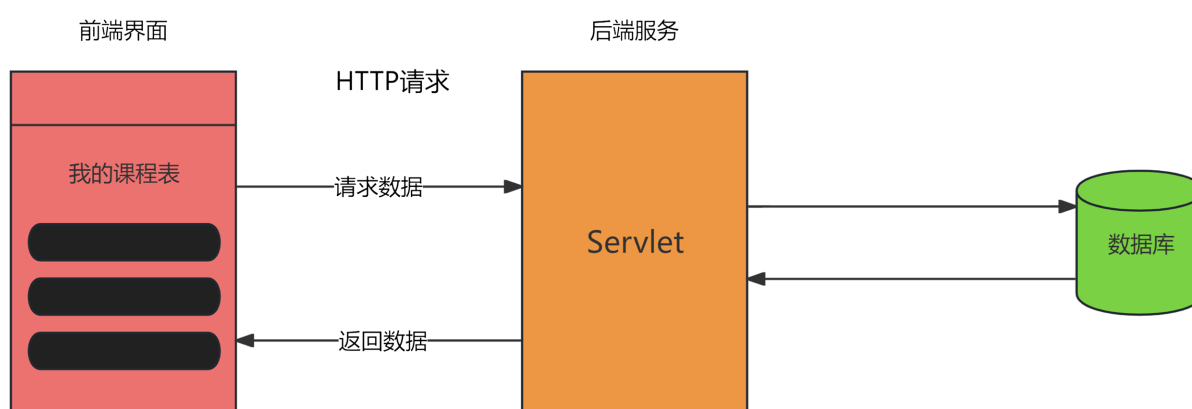 前端界面
后端服务
HTTP请求
我的课程表
请求数据
Servlet
数据库
返回数据